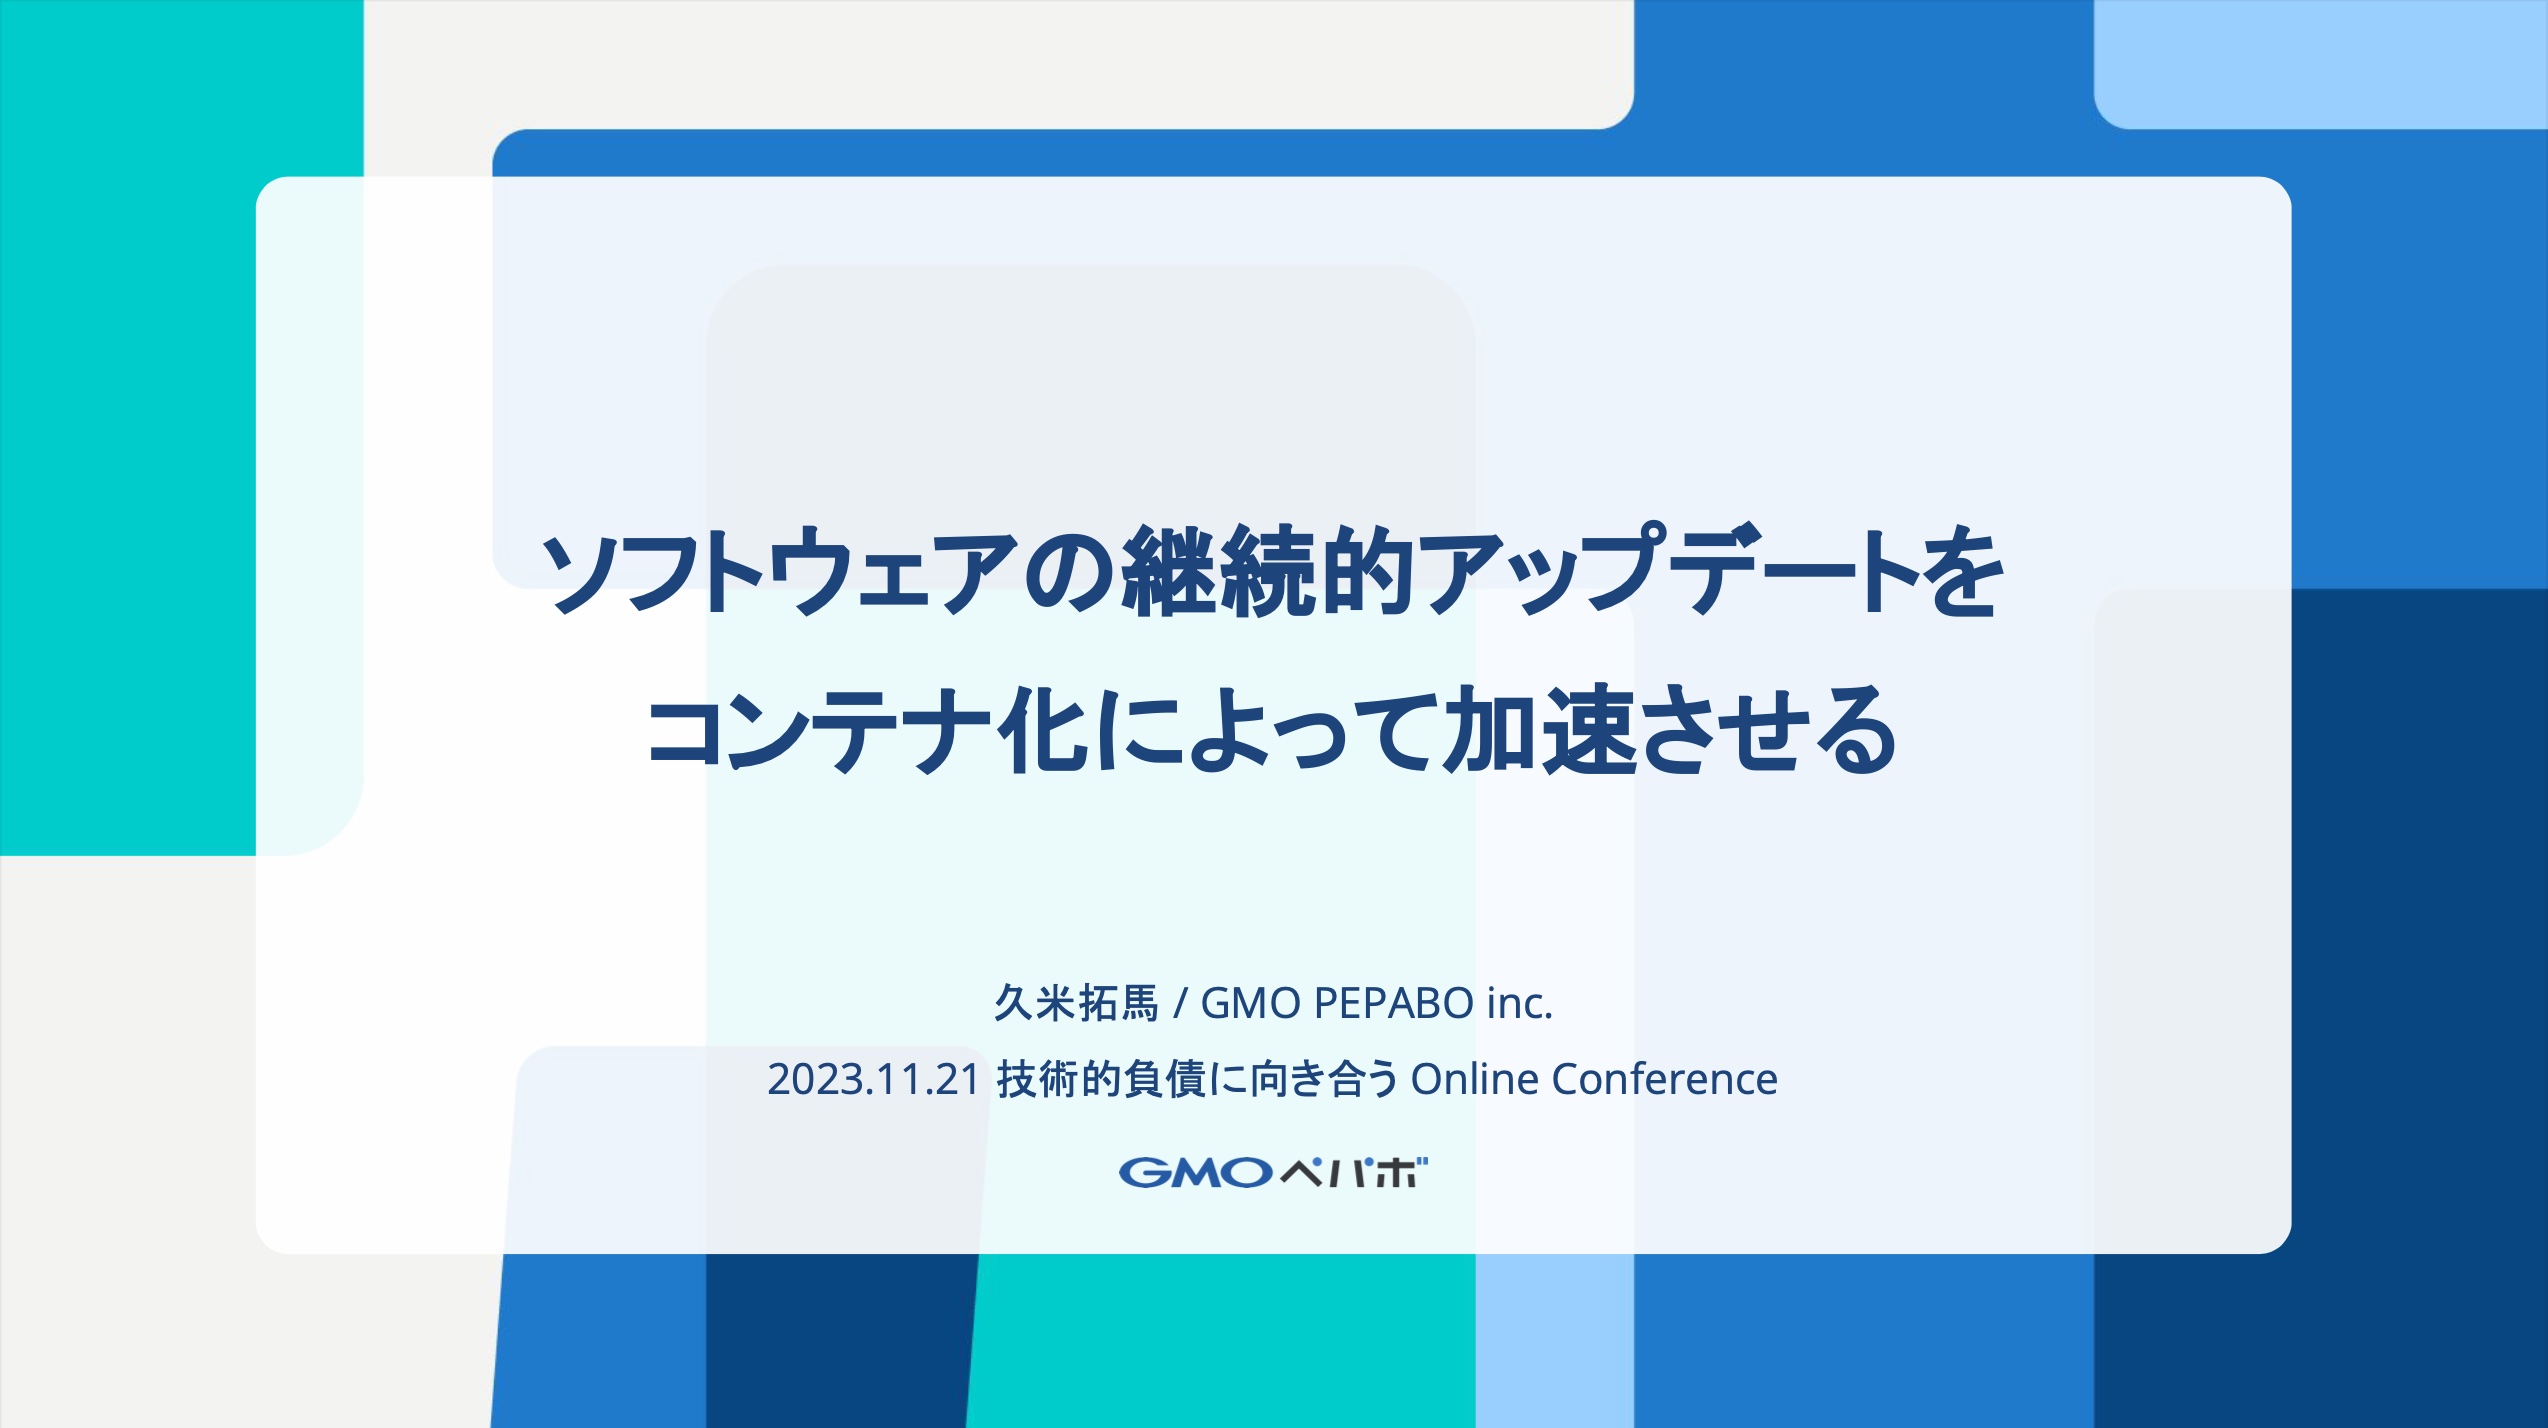 ソフトウェアの継続的アップデートを
コンテナ化によって加速させる
久米拓馬 / GMO PEPABO inc.
2023.11.21 技術的負債に向き合う Online Conference
GMOペパボ